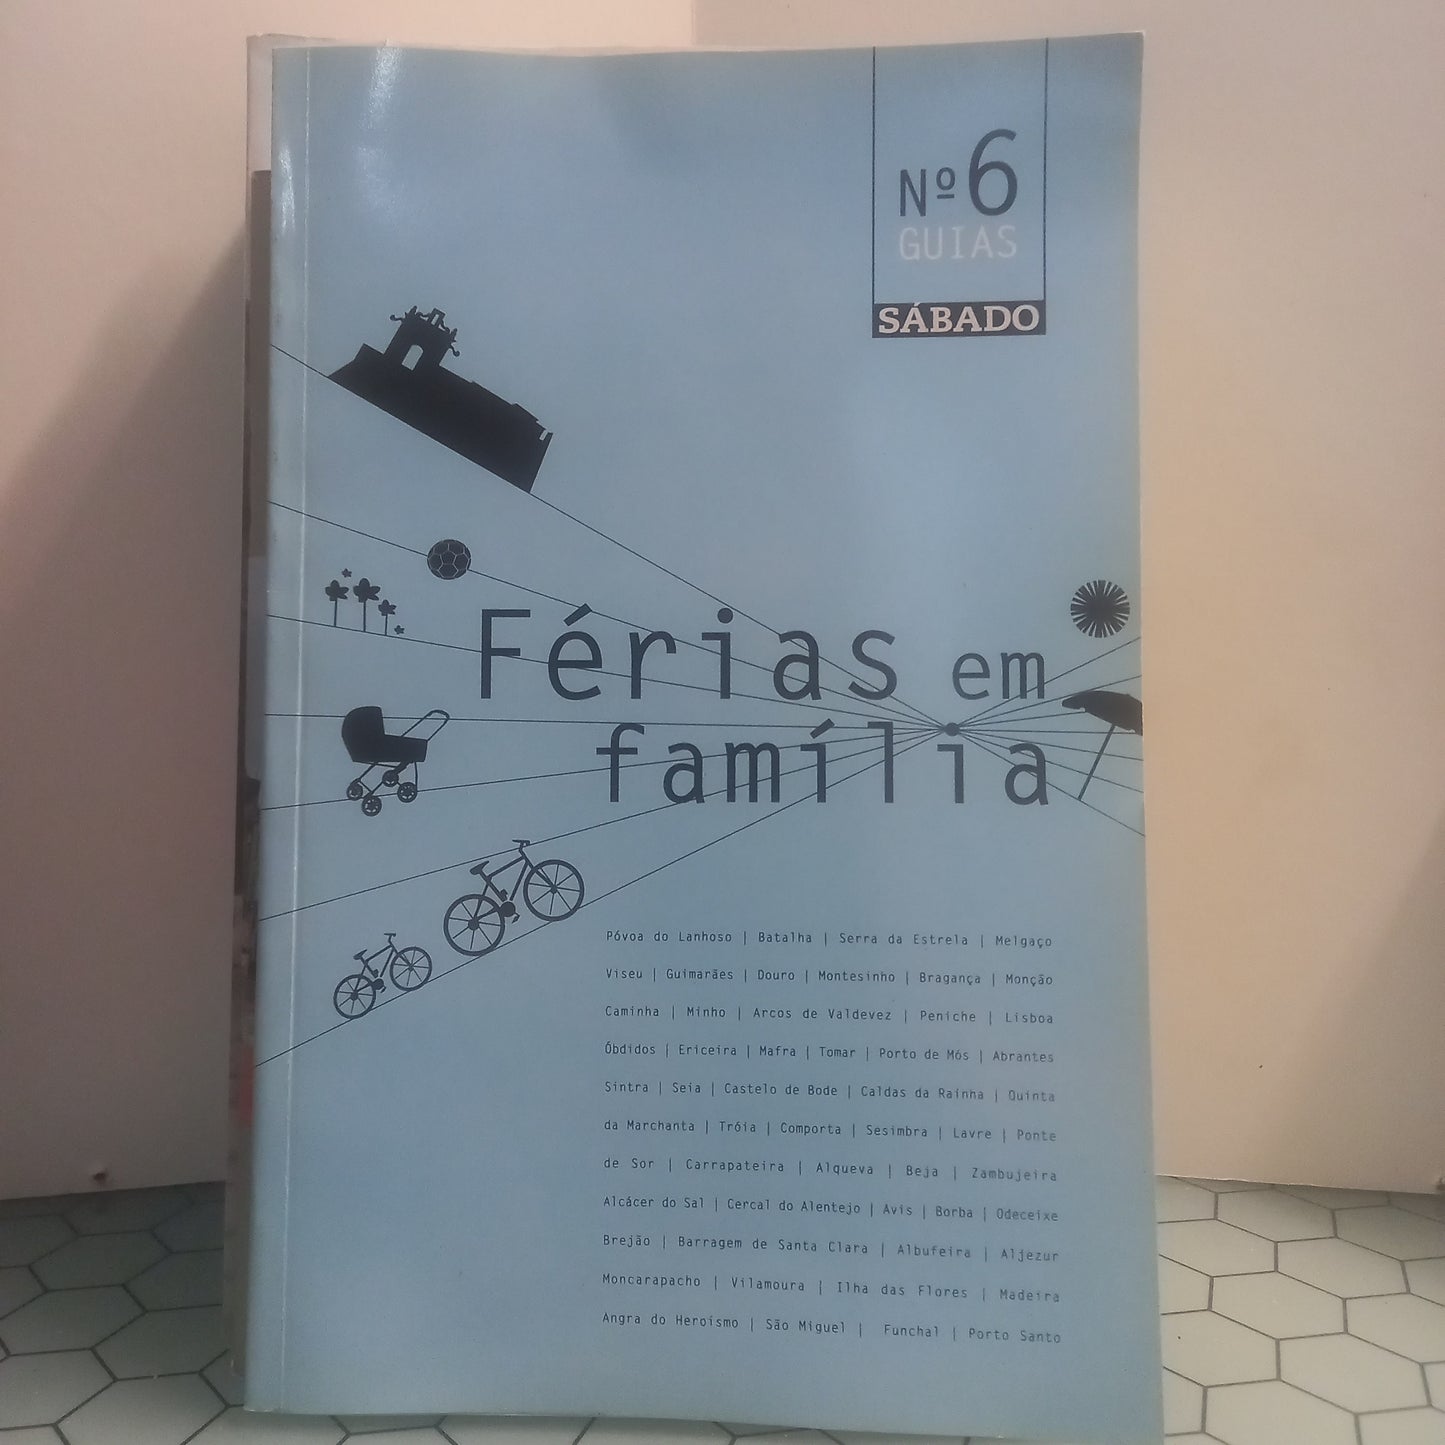 Nº6
GUIAS
SÁBADO
Férias em
família
Póvoa do Lanhoso | Batalha | Serra da Estrela | Melgaço
Viseu | Guimarães | Douro | Montesinho | Bragança | Monção
Caminha | Minho | Arcos de Valdevez | Peniche | Lisboa
Óbdidos | Ericeira | Mafra | Tomar | Porto de Mós | Abrantes
Sintra | Seia | Castelo de Bode | Caldas da Rainha | Quinta
da Marchanta | Tróia | Comporta | Sesimbra | Lavre | Ponte
de Sor | Carrapateira | Alqueva | Beja | Zambujeira
Alcácer do Sal | Cercal do Alentejo | Avis | Borba | Odeceixe
Brejão | Barragem de Santa Clara | Albufeira | Aljezur
Moncarapacho | Vilamoura | Ilha das Flores | Madeira
Angra do Heroísmo | São Miguel | Funchal | Porto Santo